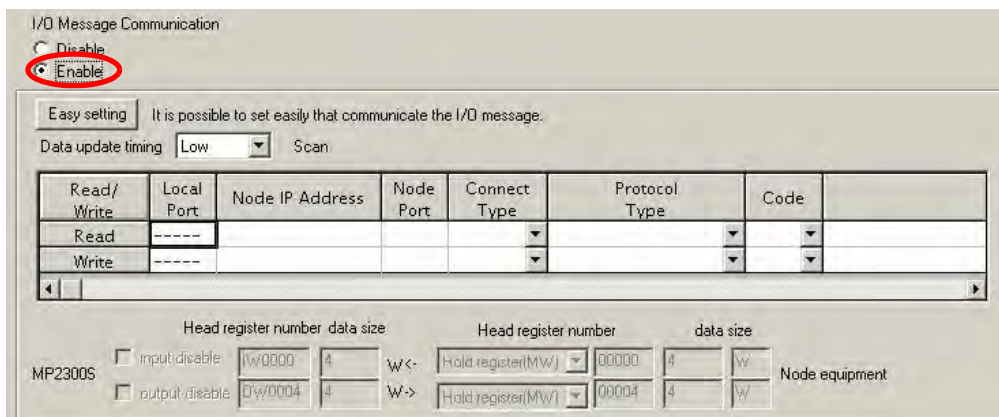 I/O Message Communication
Disable
Enable
Easy setting It is possible to set easily that communicate the I/O message.
Data update timing Low Scan
Read/ Write Local Port Node IP Address Node Port Connect Type Protocol Type Code
Read -----
Write -----
Head register number data size Head register number data size
MP2300S input disable IW0000 4 W<- Hold register(MW) 00000 4 W Node equipment
output disable OW0004 4 W-> Hold register(MW) 00004 4 W